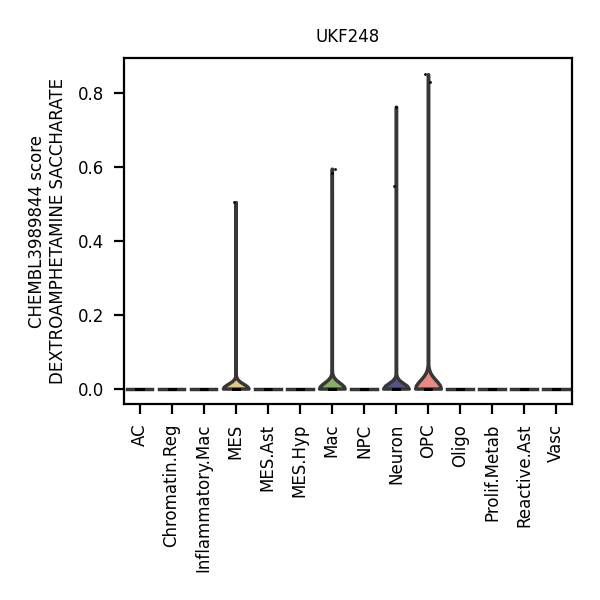 UKF248
CHEMBL3989844 score
DEXTROAMPHETAMINE SACCHARATE
0.8
0.6
0.4
0.2
0.0
AC
Chromatin.Reg
Inflammatory.Mac
MES
MES.Ast
MES.Hyp
Mac
NPC
Neuron
OPC
Oligo
Prolif.Metab
Reactive.Ast
Vasc